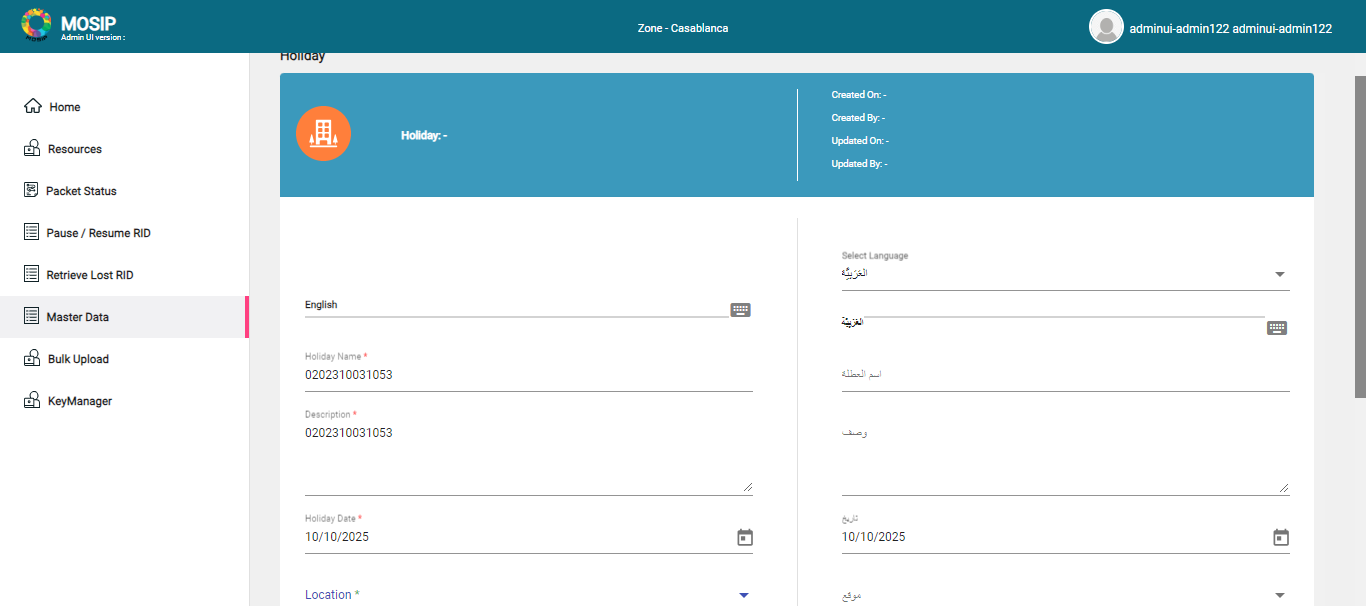 MOSIP
Admin UI version :
Zone - Casablanca
adminui-admin122 adminui-admin122
Home
Resources
Packet Status
Pause / Resume RID
Retrieve Lost RID
Master Data
Bulk Upload
KeyManager
Holiday
Holiday: -
Created On: -
Created By: -
Updated On: -
Updated By: -
English
Holiday Name *
0202310031053
Description *
0202310031053
Holiday Date *
10/10/2025
Location *
Select Language
العَرَبِيَّة
العَرَبِيَّة
اسم العطلة
وصف
تاريخ
10/10/2025
موقع